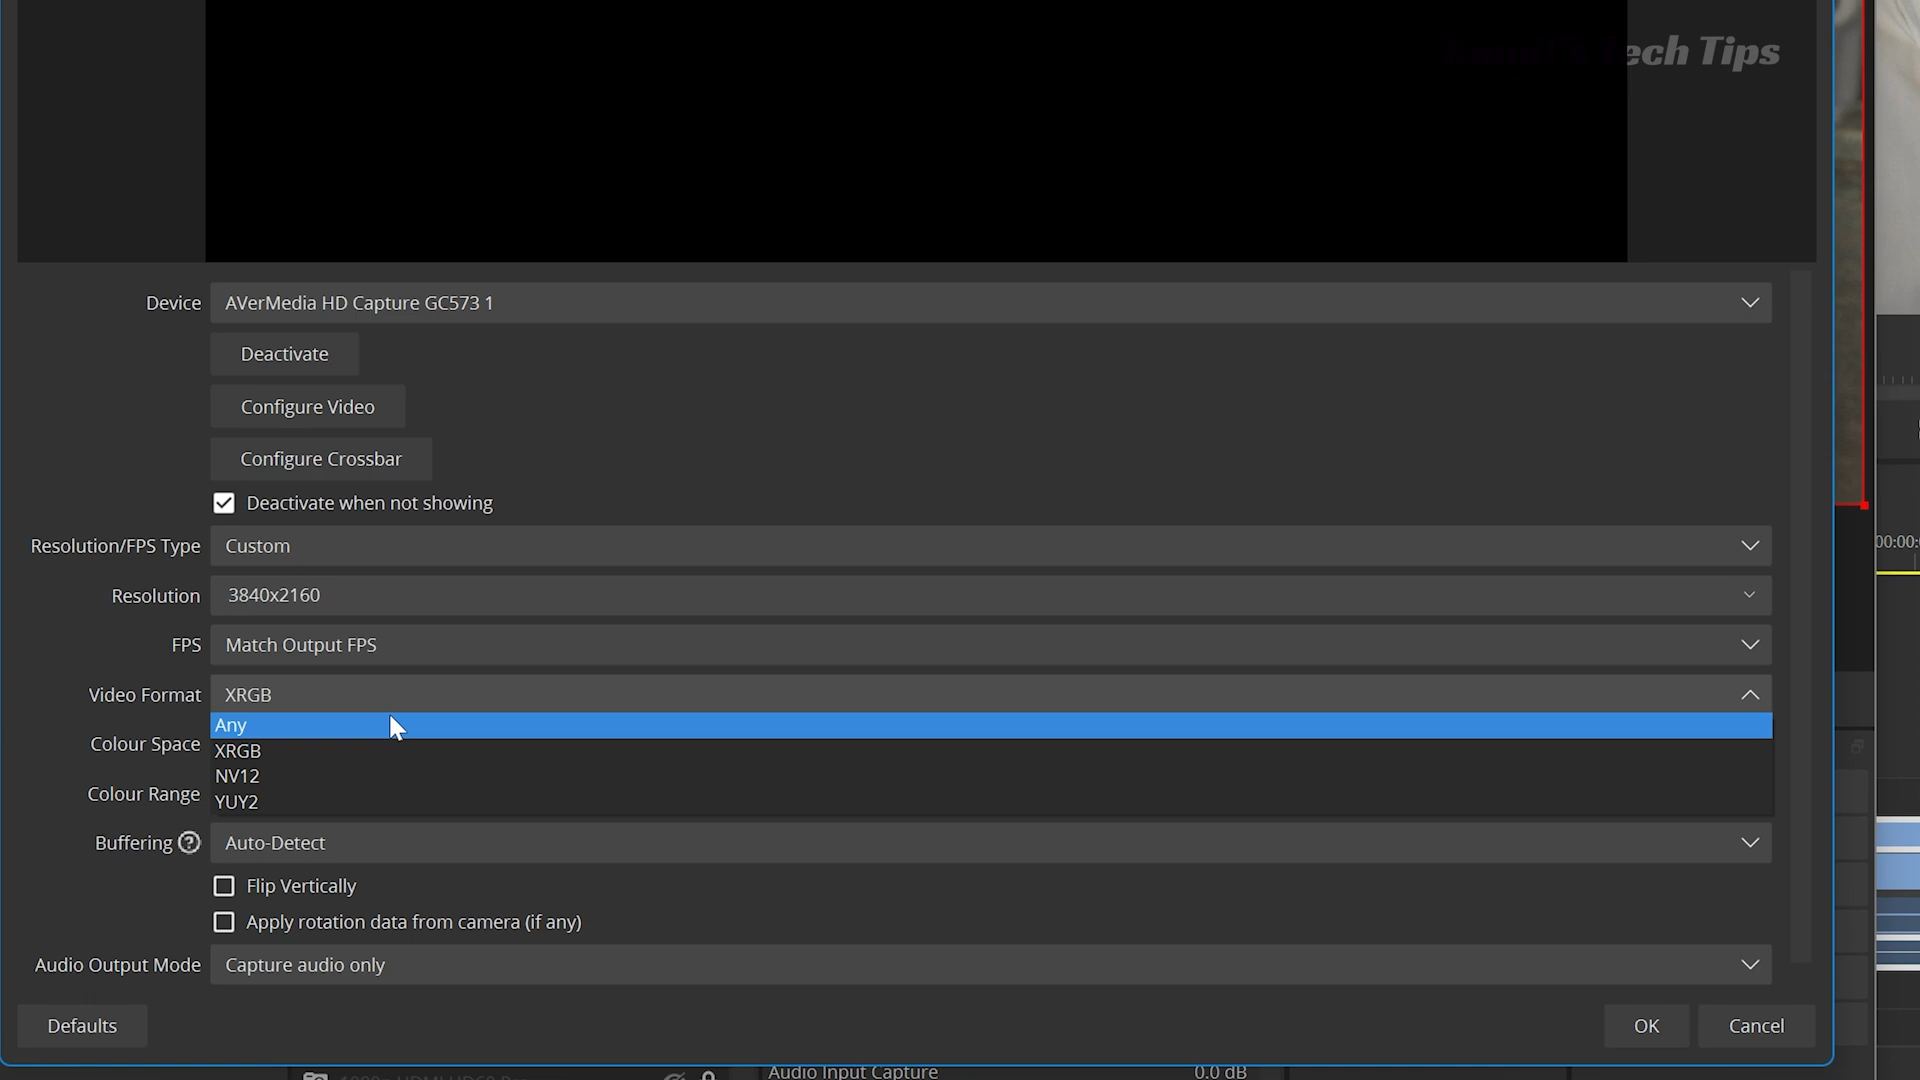 Tech Tips
Device
AVerMedia HD Capture GC573 1
Deactivate
Configure Video
Configure Crossbar
Deactivate when not showing
Resolution/FPS Type
Custom
Resolution
3840x2160
FPS
Match Output FPS
Video Format
XRGB
Any
Colour Space
XRGB
NV12
Colour Range
YUY2
Buffering ?
Auto-Detect
Flip Vertically
Apply rotation data from camera (if any)
Audio Output Mode
Capture audio only
Defaults
OK
Cancel
Audio Input Capture
0.0 dB